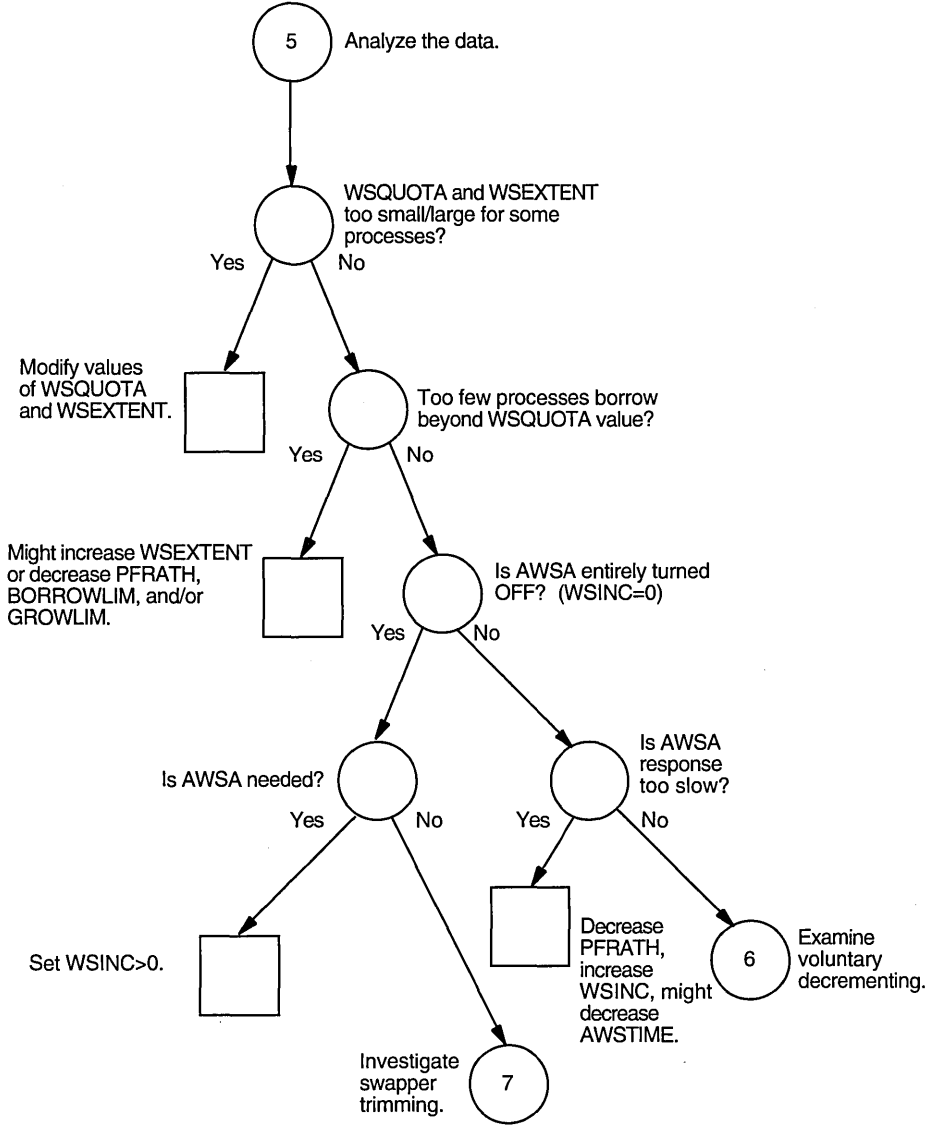 5
Analyze the data.
WSQUOTA and WSEXTENT
too small/large for some
processes?
Yes
No
Modify values
of WSQUOTA
and WSEXTENT.
Too few processes borrow
beyond WSQUOTA value?
Yes
No
Might increase WSEXTENT
or decrease PFRATH,
BORROWLIM, and/or
GROWLIM.
Is AWSA entirely turned
OFF? (WSINC=0)
Yes
No
Is AWSA needed?
Yes
No
Is AWSA
response
too slow?
Yes
No
Set WSINC>0.
Decrease
PFRATH,
increase
WSINC, might
decrease
AWSTIME.
6
Examine
voluntary
decrementing.
Investigate
swapper
trimming.
7